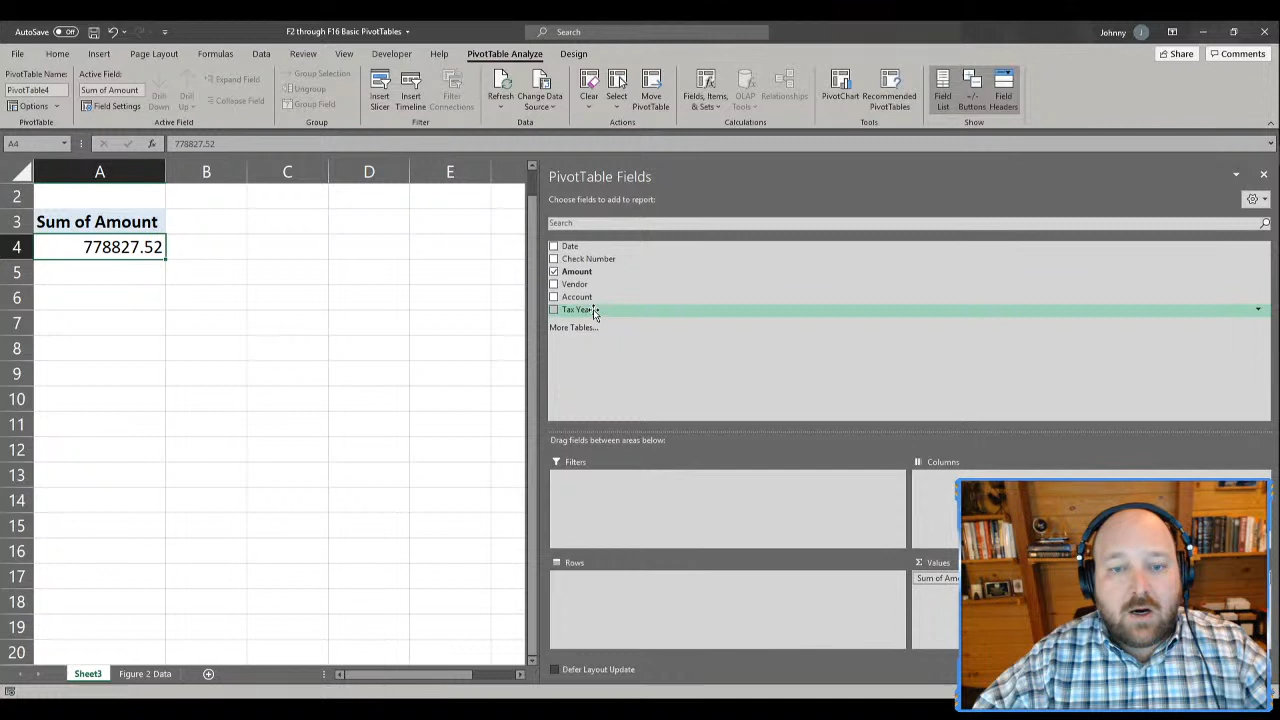 AutoSave Off F2 through F16 Basic PivotTables Search Johnny J
File Home Insert Page Layout Formulas Data Review View Developer Help PivotTable Analyze Design Share Comments
PivotTable Name: Active Field: Expand Field Group Selection
PivotTable4 Sum of Amount Ungroup
Options Field Settings Drill Down Drill Up Collapse Field Group Field Insert Slicer Insert Timeline Filter Connections Refresh Change Data Source Clear Select Move PivotTable Fields, Items, & Sets OLAP Tools Relationships PivotChart Recommended PivotTables Field List +/- Buttons Field Headers
PivotTable Active Field Group Filter Data Actions Calculations Tools Show
A4 fx 778827.52
A B C D E
PivotTable Fields
Choose fields to add to report:
Search
2
3 Sum of Amount
4 778827.52
5
6
7
8
9
10
11
12
13
14
15
16
17
18
19
20
Date
Check Number
Amount
Vendor
Account
Tax Year
More Tables...
Drag fields between areas below:
Filters Columns
Rows Σ Values
Sum of Am
Defer Layout Update
Sheet3 Figure 2 Data